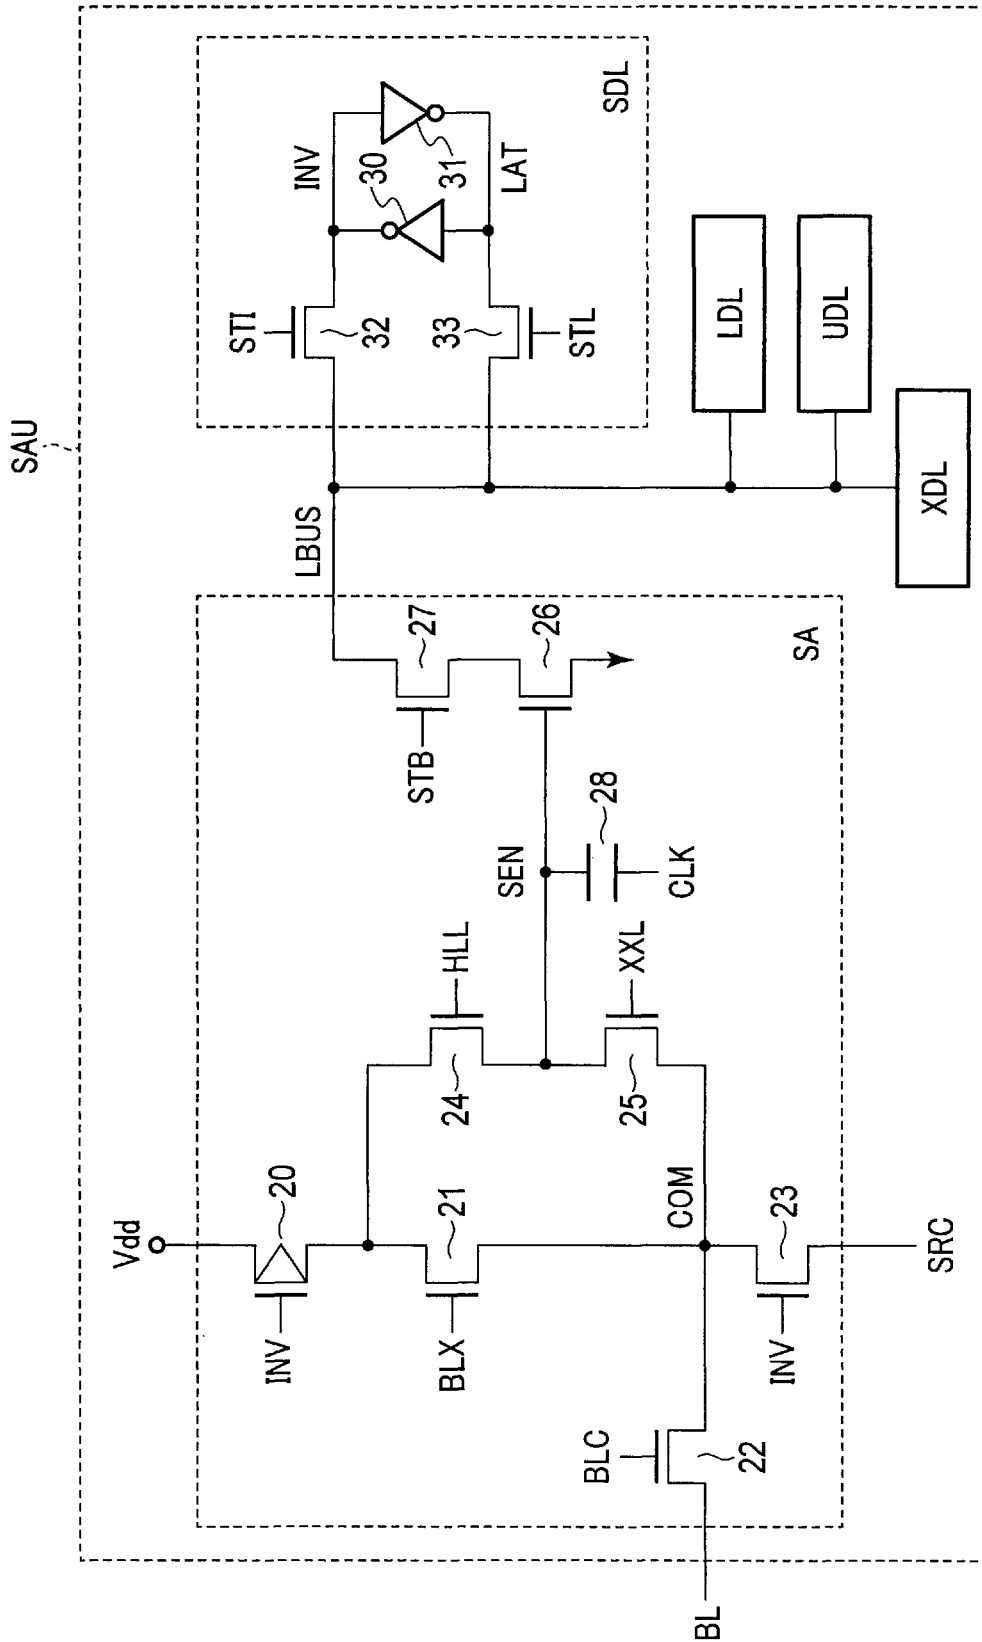 SAU
Vdd
INV
20
BLX
21
24
HLL
SEN
25
XXL
COM
BLC
22
BL
INV
23
SRC
28
CLK
STB
27
26
SA
LBUS
STI
32
33
STL
INV
30
31
LAT
SDL
LDL
UDL
XDL